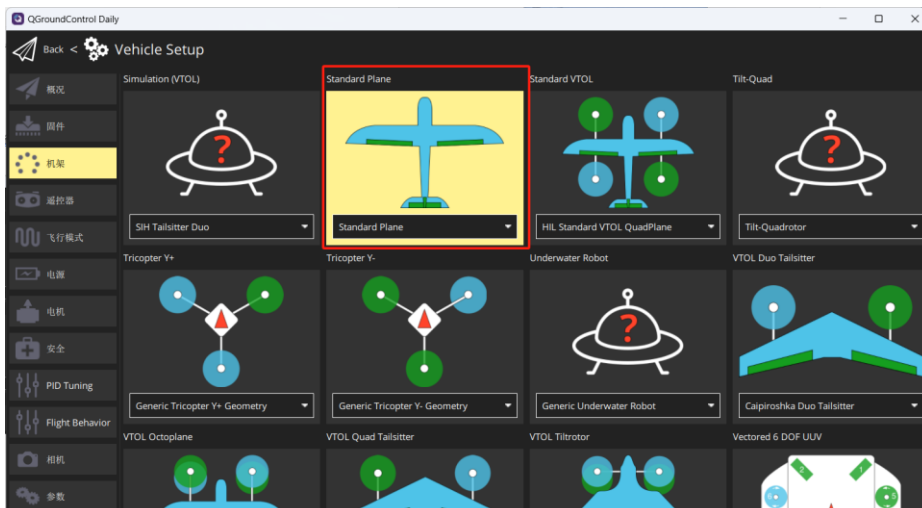 QGroundControl Daily
Back < Vehicle Setup
概况
固件
机架
遥控器
飞行模式
电源
电机
安全
PID Tuning
Flight Behavior
相机
参数
Simulation (VTOL)
Standard Plane
Standard VTOL
Tilt-Quad
?
?
SIH Tailsitter Duo
Standard Plane
HIL Standard VTOL QuadPlane
Tilt-Quadrotor
Tricopter Y+
Tricopter Y-
Underwater Robot
VTOL Duo Tailsitter
?
Generic Tricopter Y+ Geometry
Generic Tricopter Y- Geometry
Generic Underwater Robot
Caipiroshka Duo Tailsitter
VTOL Octoplane
VTOL Quad Tailsitter
VTOL Tiltrotor
Vectored 6 DOF UUV
2
1
5